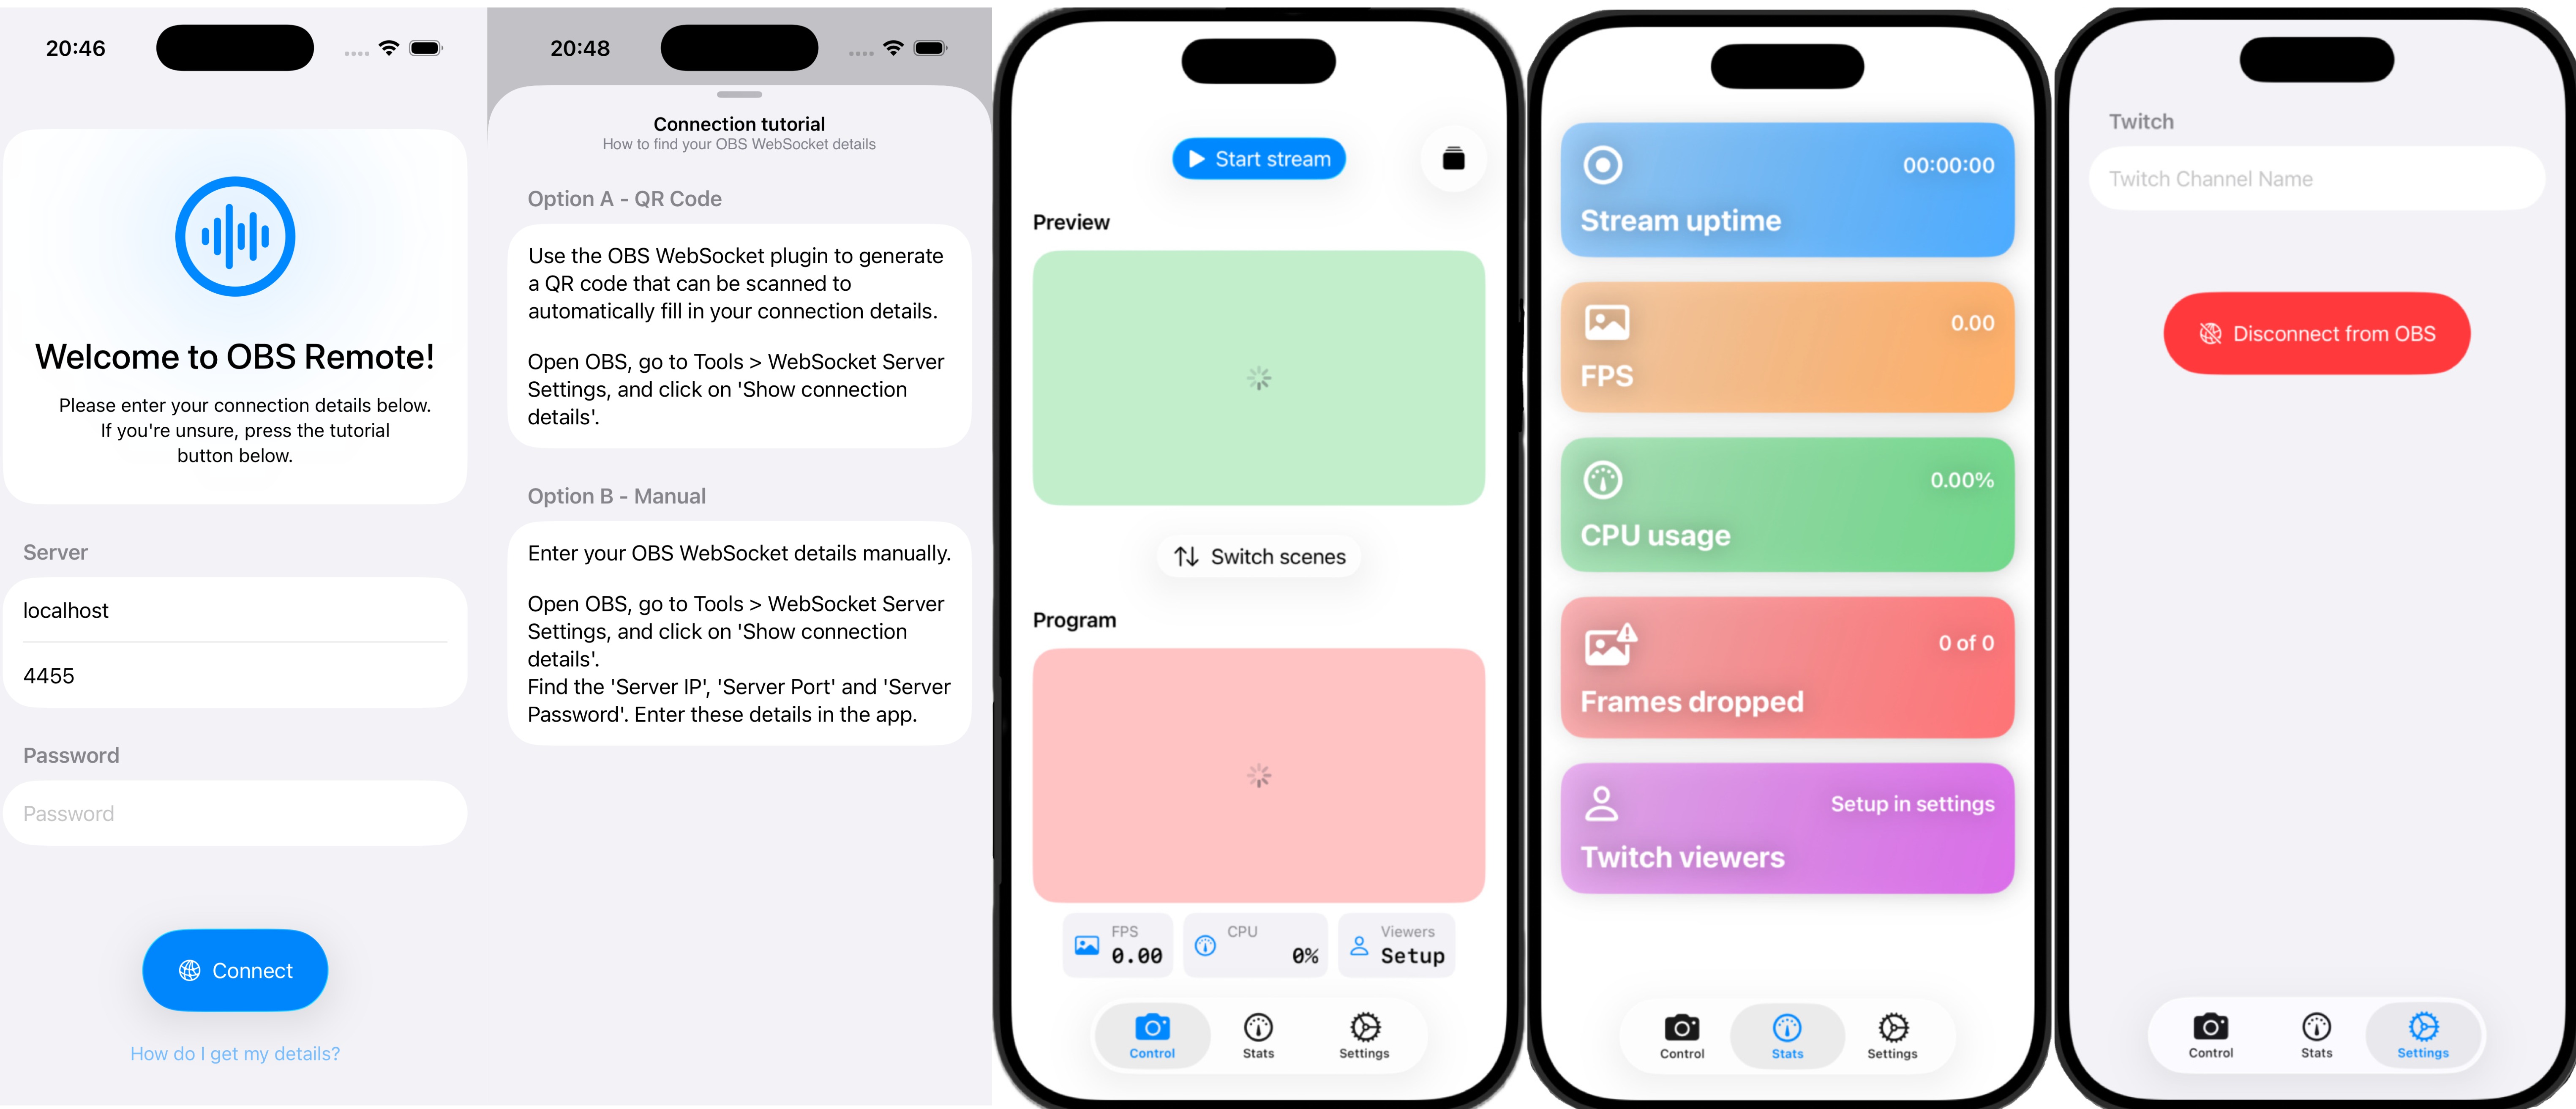 20:46
Welcome to OBS Remote!
Please enter your connection details below.
If you're unsure, press the tutorial
button below.
Server
localhost
4455
Password
Password
Connect
How do I get my details?
20:48
Connection tutorial
How to find your OBS WebSocket details
Option A - QR Code
Use the OBS WebSocket plugin to generate
a QR code that can be scanned to
automatically fill in your connection details.
Open OBS, go to Tools > WebSocket Server
Settings, and click on 'Show connection
details'.
Option B - Manual
Enter your OBS WebSocket details manually.
Open OBS, go to Tools > WebSocket Server
Settings, and click on 'Show connection
details'.
Find the 'Server IP', 'Server Port' and 'Server
Password'. Enter these details in the app.
Start stream
Preview
Switch scenes
Program
FPS
0.00
CPU
0%
Viewers
Setup
Control
Stats
Settings
00:00:00
Stream uptime
0.00
FPS
0.00%
CPU usage
0 of 0
Frames dropped
Setup in settings
Twitch viewers
Control
Stats
Settings
Twitch
Twitch Channel Name
Disconnect from OBS
Control
Stats
Settings